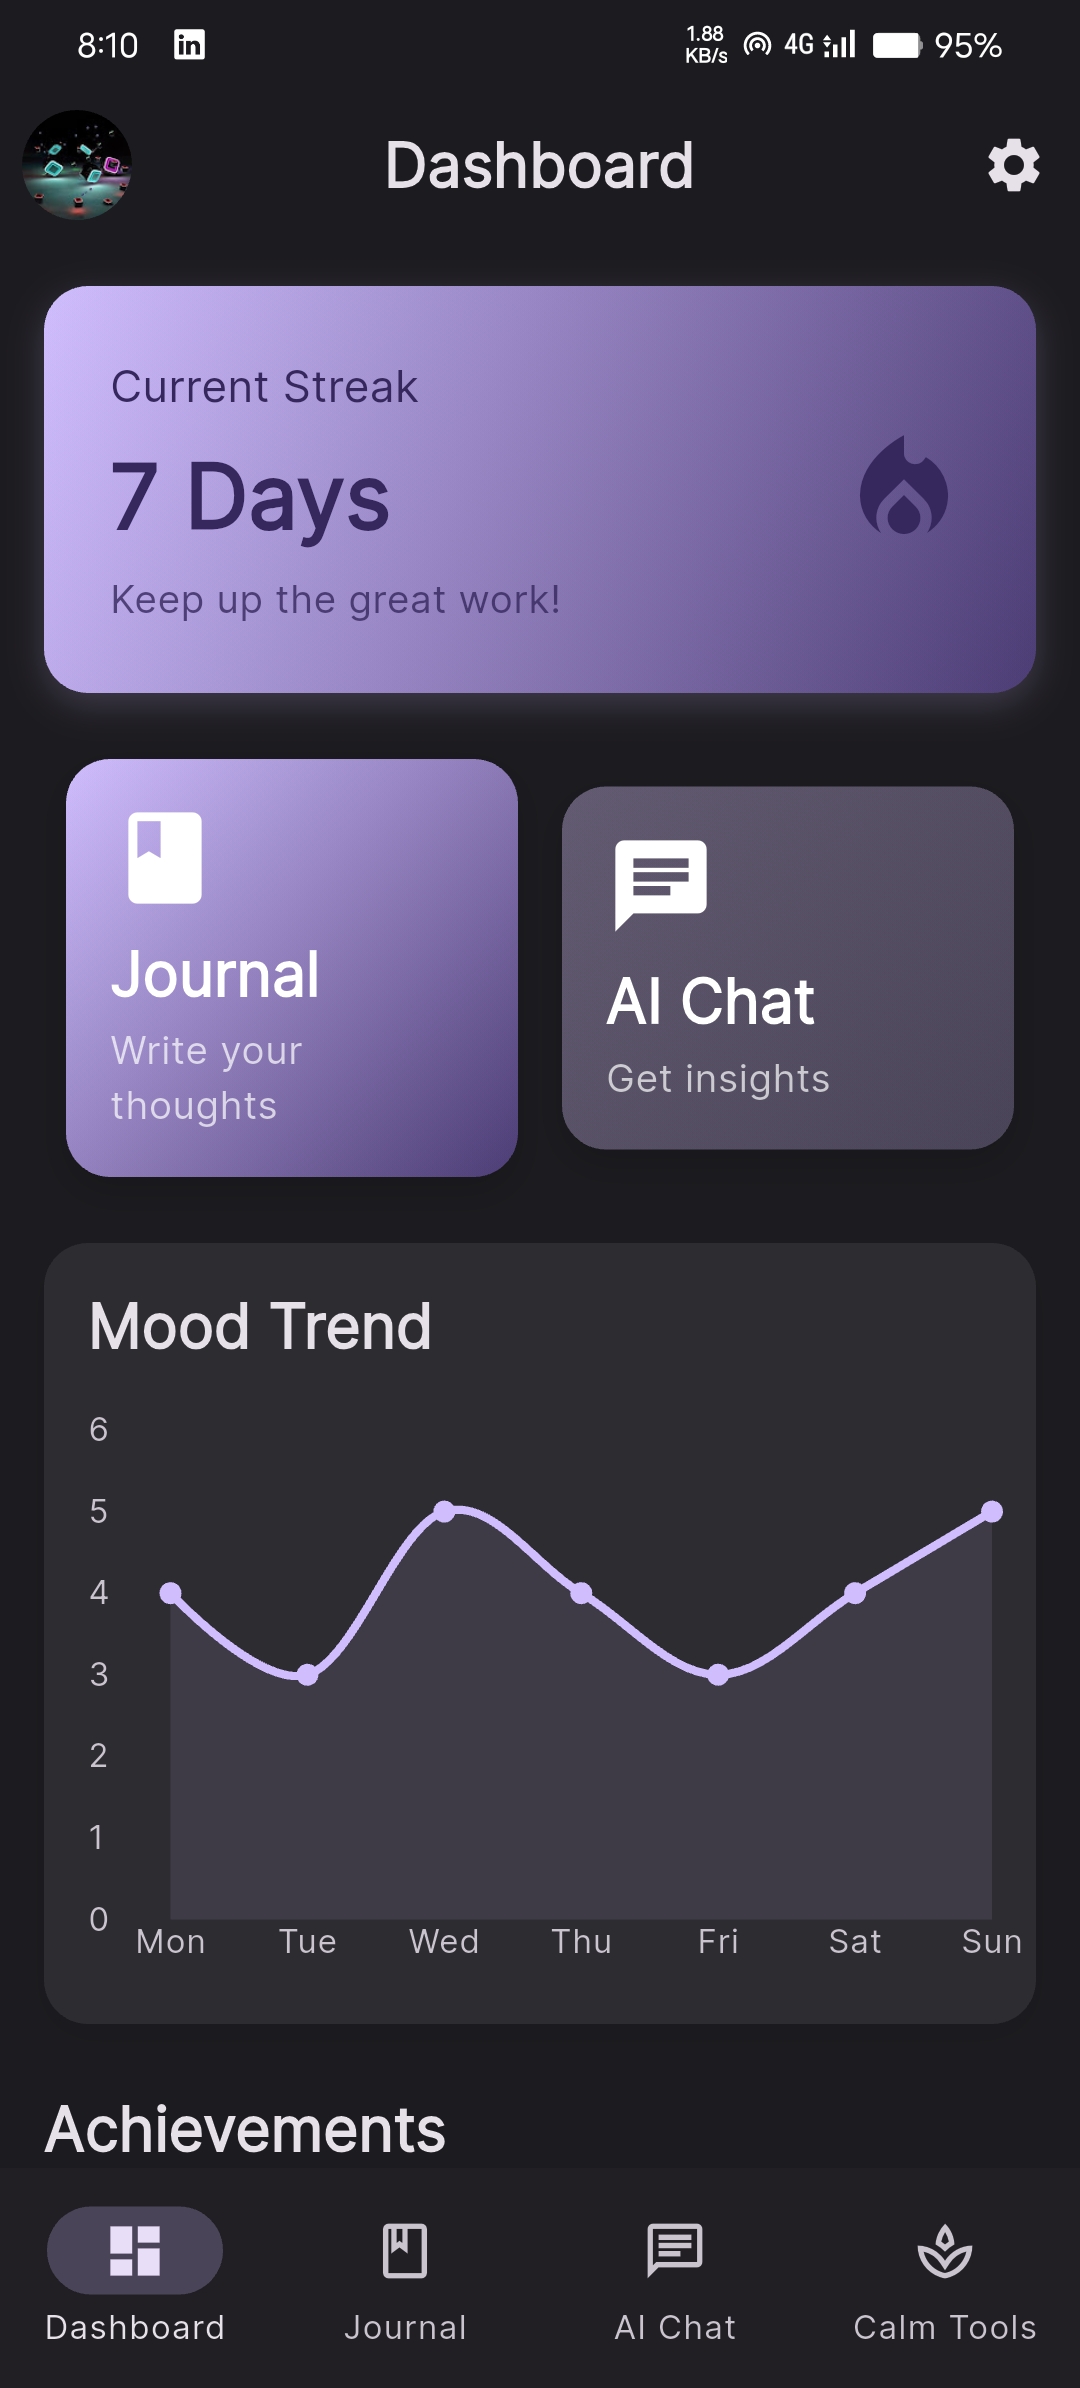 8:10
1.88
KB/s
4G
95%
Dashboard
Current Streak
7 Days
Keep up the great work!
Journal
Write your
thoughts
AI Chat
Get insights
Mood Trend
6
5
4
3
2
1
0
Mon Tue Wed Thu Fri Sat Sun
Achievements
Dashboard Journal AI Chat Calm Tools